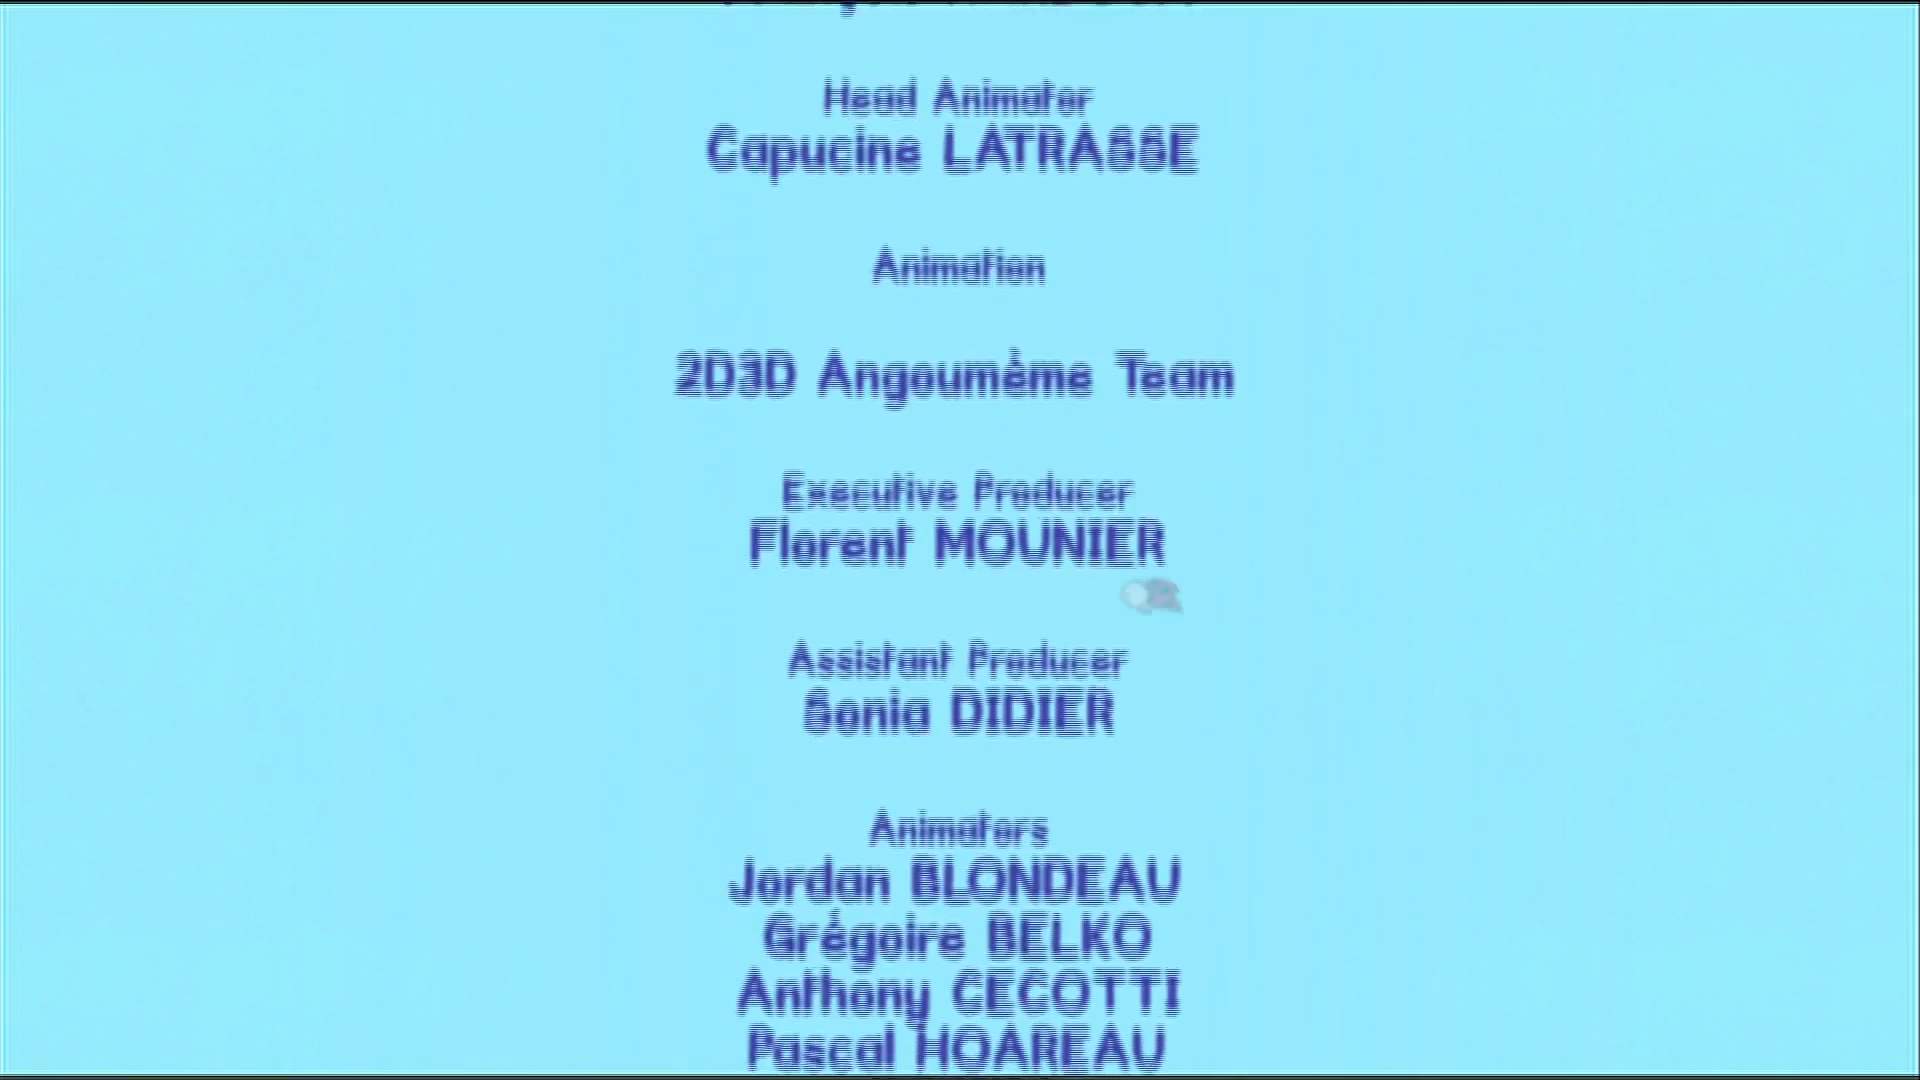 Head Animator
Capucine LATRASSE
Animation
2D3D Angoumème Team
Executive Producer
Florent MOUNIER
Assistant Producer
Sonia DIDIER
Animators
Jordan BLONDEAU
Grégoire BELKO
Anthony CECOTTI
Pascal HOAREAU